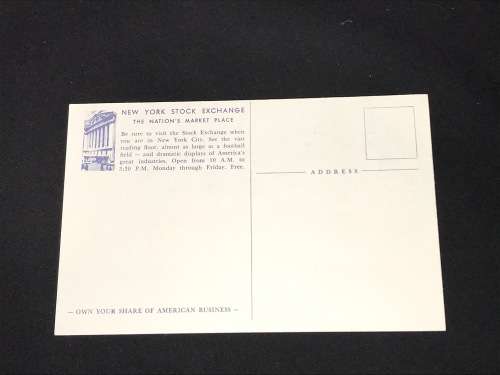 NEW YORK STOCK EXCHANGE
THE NATION'S MARKET PLACE
Be sure to visit the Stock Exchange when
you are in New York City. See the vast
trading floor, almost as large as a football
field — and dramatic displays of America's
great industries. Open from 10 A.M. to
3:30 P.M. Monday through Friday. Free.
ADDRESS
— OWN YOUR SHARE OF AMERICAN BUSINESS —